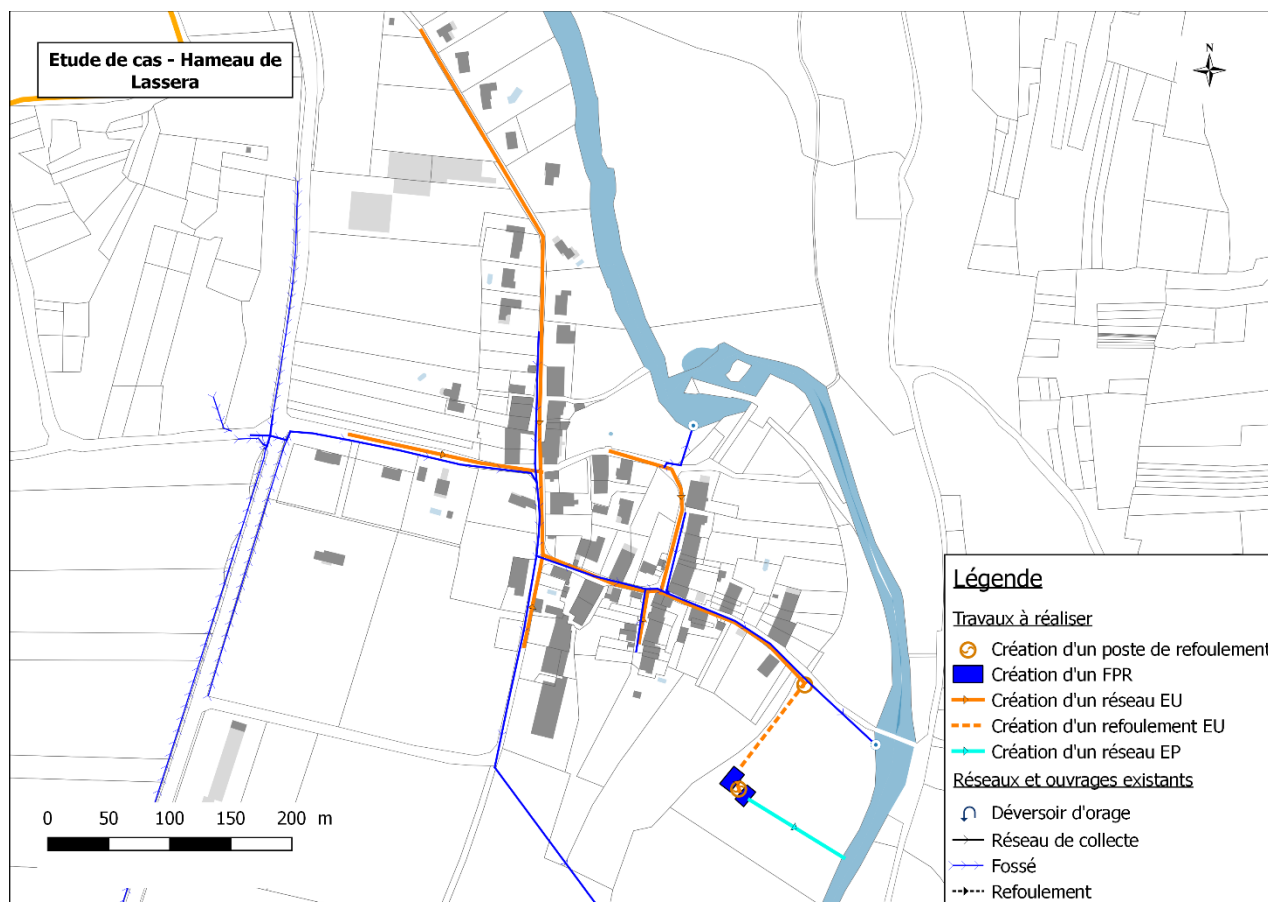 Etude de cas - Hameau de
Lassera
N
Légende
Travaux à réaliser
Création d'un poste de refoulement
Création d'un FPR
Création d'un réseau EU
Création d'un refoulement EU
Création d'un réseau EP
Réseaux et ouvrages existants
Déversoir d'orage
Réseau de collecte
Fossé
Refoulement
0 50 100 150 200 m